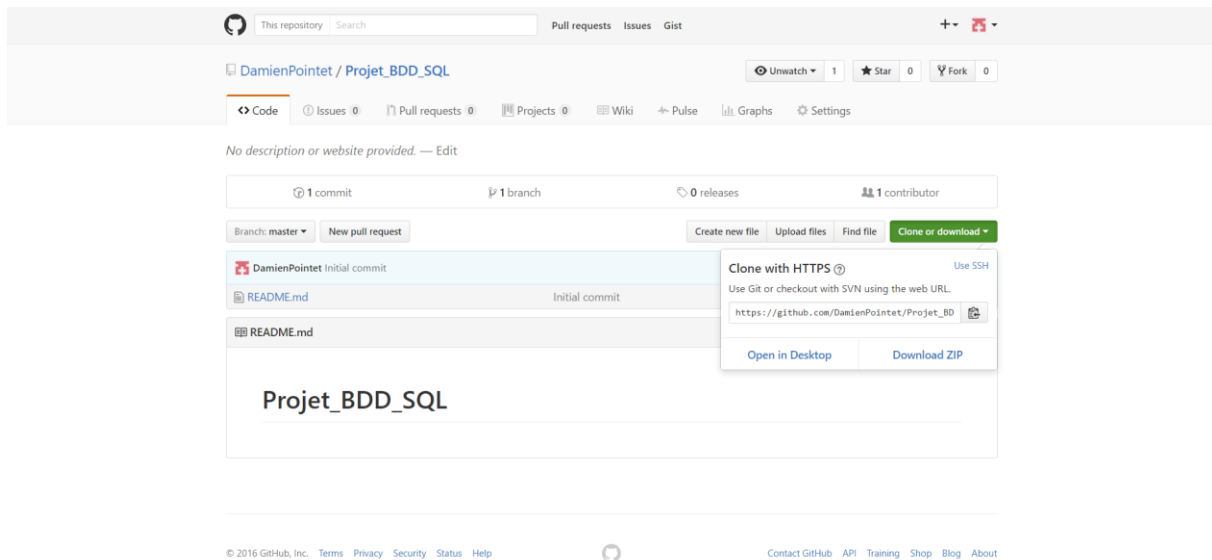 This repository Search Pull requests Issues Gist
DamienPointet / Projet_BDD_SQL Unwatch 1 Star 0 Fork 0
Code Issues 0 Pull requests 0 Projects 0 Wiki Pulse Graphs Settings
No description or website provided. — Edit
1 commit 1 branch 0 releases 1 contributor
Branch: master New pull request Create new file Upload files Find file Clone or download
DamienPointet Initial commit
README.md Initial commit
Clone with HTTPS Use SSH
Use Git or checkout with SVN using the web URL.
https://github.com/DamienPointet/Projet_BD
Open in Desktop Download ZIP
README.md
Projet_BDD_SQL
© 2016 GitHub, Inc. Terms Privacy Security Status Help Contact GitHub API Training Shop Blog About